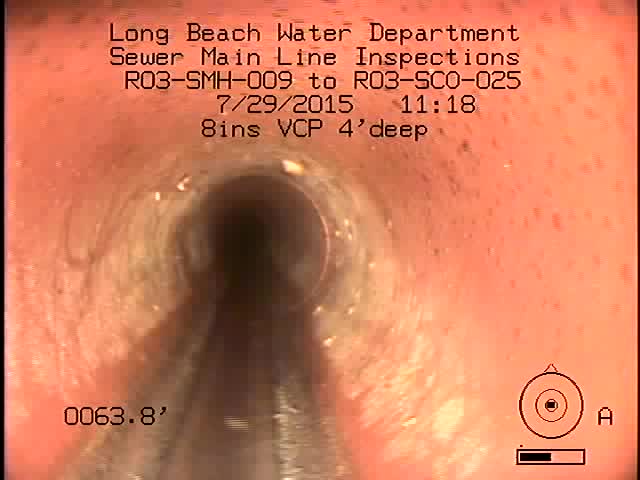 Long Beach Water Department
Sewer Main Line Inspections
R03-SMH-009 to R03-SCO-025
7/29/2015 11:18
8ins VCP 4'deep
0063.8'
A